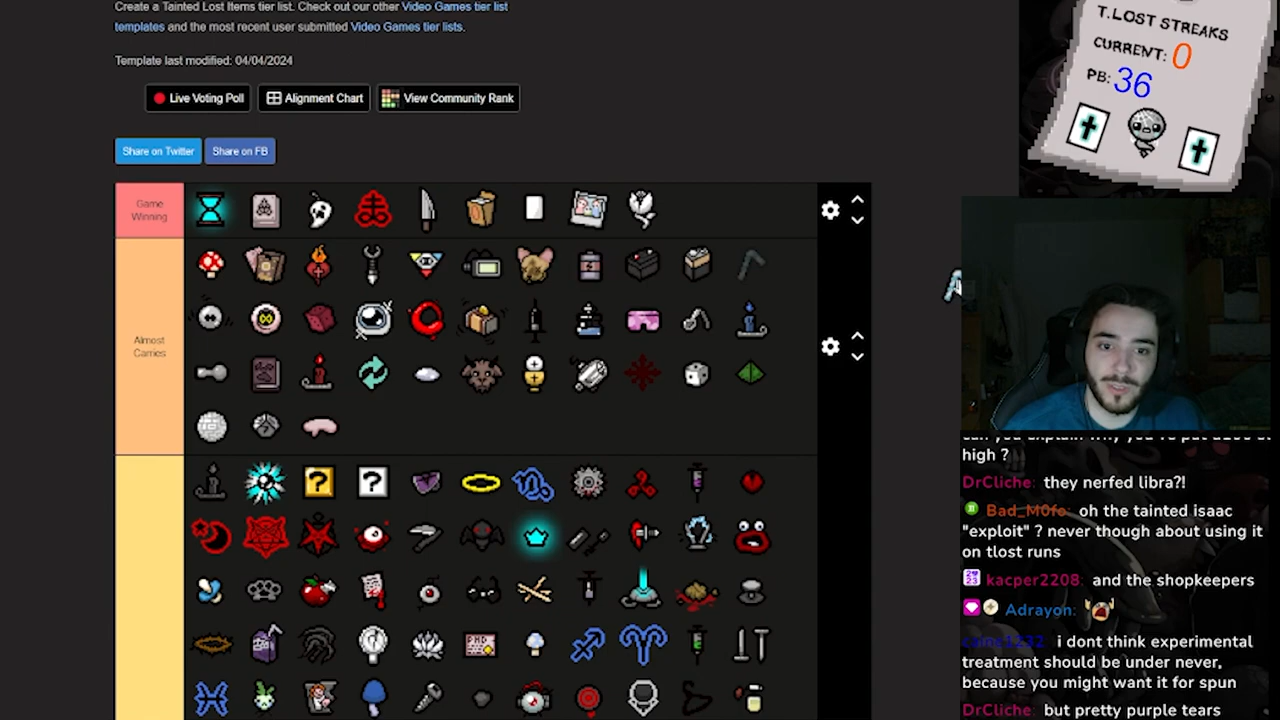 Create a Tainted Lost Items tier list. Check out our other Video Games tier list
templates and the most recent user submitted Video Games tier lists.
Template last modified: 04/04/2024
Live Voting Poll
Alignment Chart
View Community Rank
Share on Twitter
Share on FB
Game
Winning
Almost
Carries
T.LOST STREAKS
CURRENT: 0
PB: 36
high ?
DrCliche: they nerfed libra?!
Bad_M0fo: oh the tainted isaac
"exploit" ? never though about using it
on tlost runs
kacper2208: and the shopkeepers
Adrayon:
i dont think experimental
treatment should be under never,
because you might want it for spun
DrCliche: but pretty purple tears